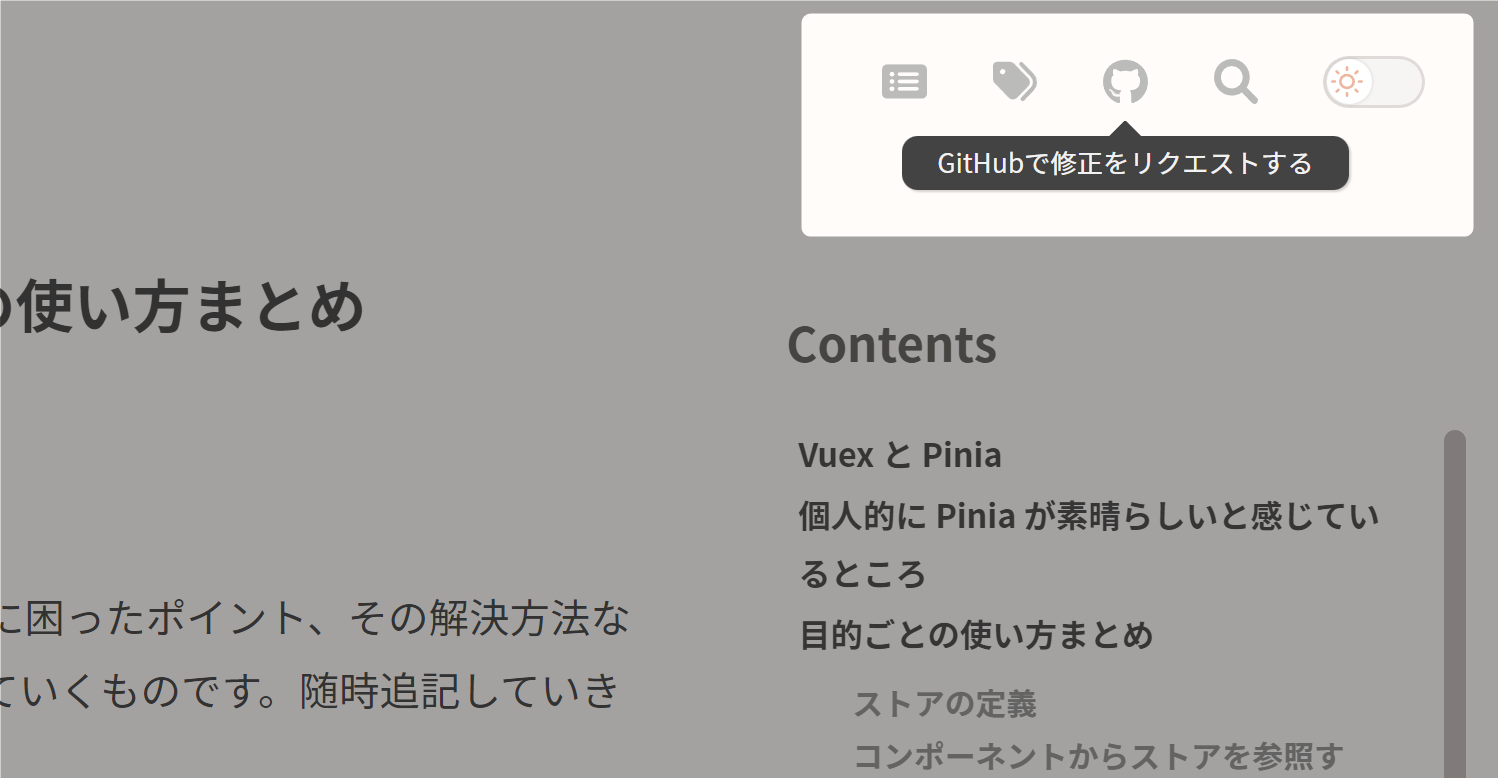 GitHubで修正をリクエストする
の使い方まとめ
Contents
Vuex と Pinia
個人的に Pinia が素晴らしいと感じてい
るところ
目的ごとの使い方まとめ
ストアの定義
コンポーネントからストアを参照す
に困ったポイント、その解決方法な
ていくものです。随時追記していき